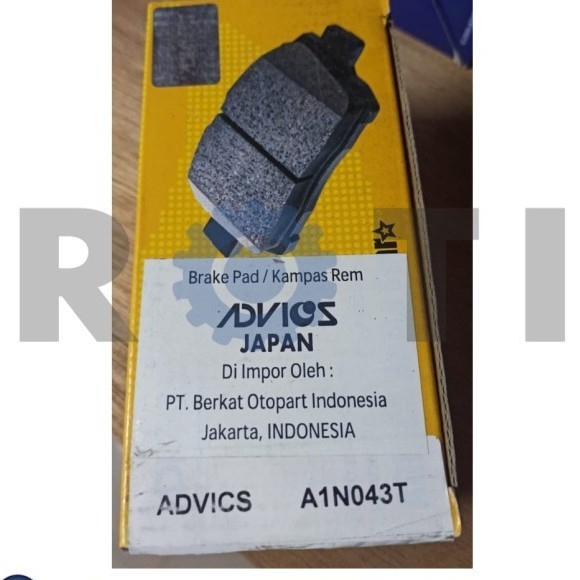 Brake Pad / Kampas Rem
ADVICS
JAPAN
Di Impor Oleh :
PT. Berkat Otopart Indonesia
Jakarta, INDONESIA
ADVICS A1N043T